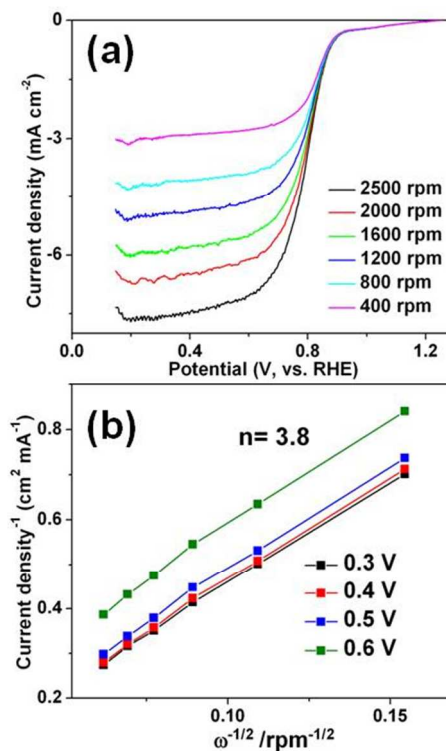 (a)
0
-3
-6
Current density (mA cm-2)
2500 rpm
2000 rpm
1600 rpm
1200 rpm
800 rpm
400 rpm
0.0 0.4 0.8 1.2
Potential (V, vs. RHE)
(b)
n= 3.8
0.8
0.6
0.4
0.2
Current density-1 (cm2 mA-1)
0.3 V
0.4 V
0.5 V
0.6 V
0.10 0.15
ω-1/2 /rpm-1/2